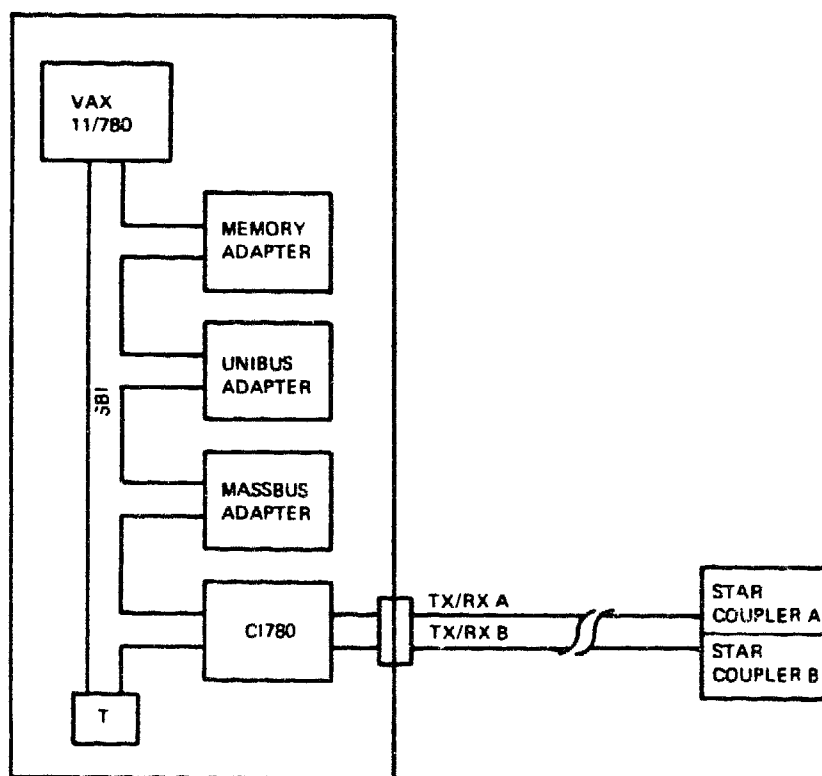 VAX
11/780
MEMORY
ADAPTER
UNIBUS
ADAPTER
SBI
MASSBUS
ADAPTER
CI780
TX/RX A
TX/RX B
STAR
COUPLER A
STAR
COUPLER B
T